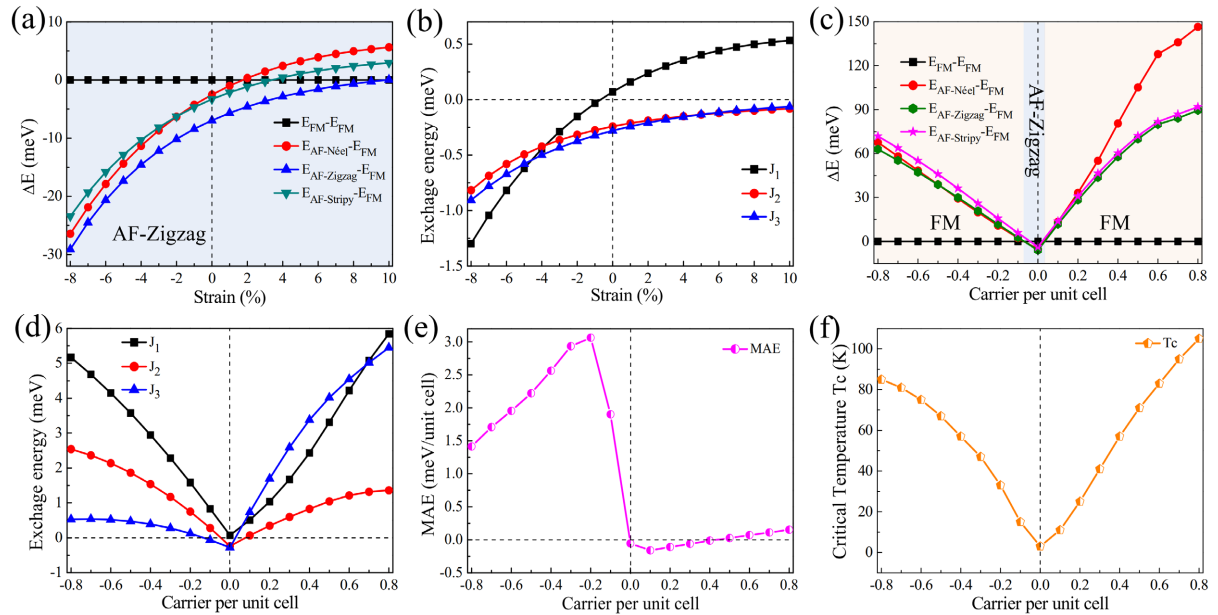 (a)
10
0
-10
-20
-30
ΔE (meV)
E_FM-E_FM
E_AF-Néel-E_FM
E_AF-Zigzag-E_FM
E_AF-Stripy-E_FM
AF-Zigzag
-8 -6 -4 -2 0 2 4 6 8 10
Strain (%)
(b)
0.5
0.0
-0.5
-1.0
-1.5
Exchage energy (meV)
J_1
J_2
J_3
-8 -6 -4 -2 0 2 4 6 8 10
Strain (%)
(c)
150
120
90
60
30
0
ΔE (meV)
E_FM-E_FM
E_AF-Néel-E_FM
E_AF-Zigzag-E_FM
E_AF-Stripy-E_FM
AF-Zigzag
FM
FM
-0.8 -0.6 -0.4 -0.2 0.0 0.2 0.4 0.6 0.8
Carrier per unit cell
(d)
6
5
4
3
2
1
0
-1
Exchage energy (meV)
J_1
J_2
J_3
-0.8 -0.6 -0.4 -0.2 0.0 0.2 0.4 0.6 0.8
Carrier per unit cell
(e)
3.0
2.5
2.0
1.5
1.0
0.5
0.0
-0.5
MAE (meV/unit cell)
MAE
-0.8 -0.6 -0.4 -0.2 0.0 0.2 0.4 0.6 0.8
Carrier per unit cell
(f)
100
80
60
40
20
0
Critical Temperature Tc (K)
Tc
-0.8 -0.6 -0.4 -0.2 0.0 0.2 0.4 0.6 0.8
Carrier per unit cell